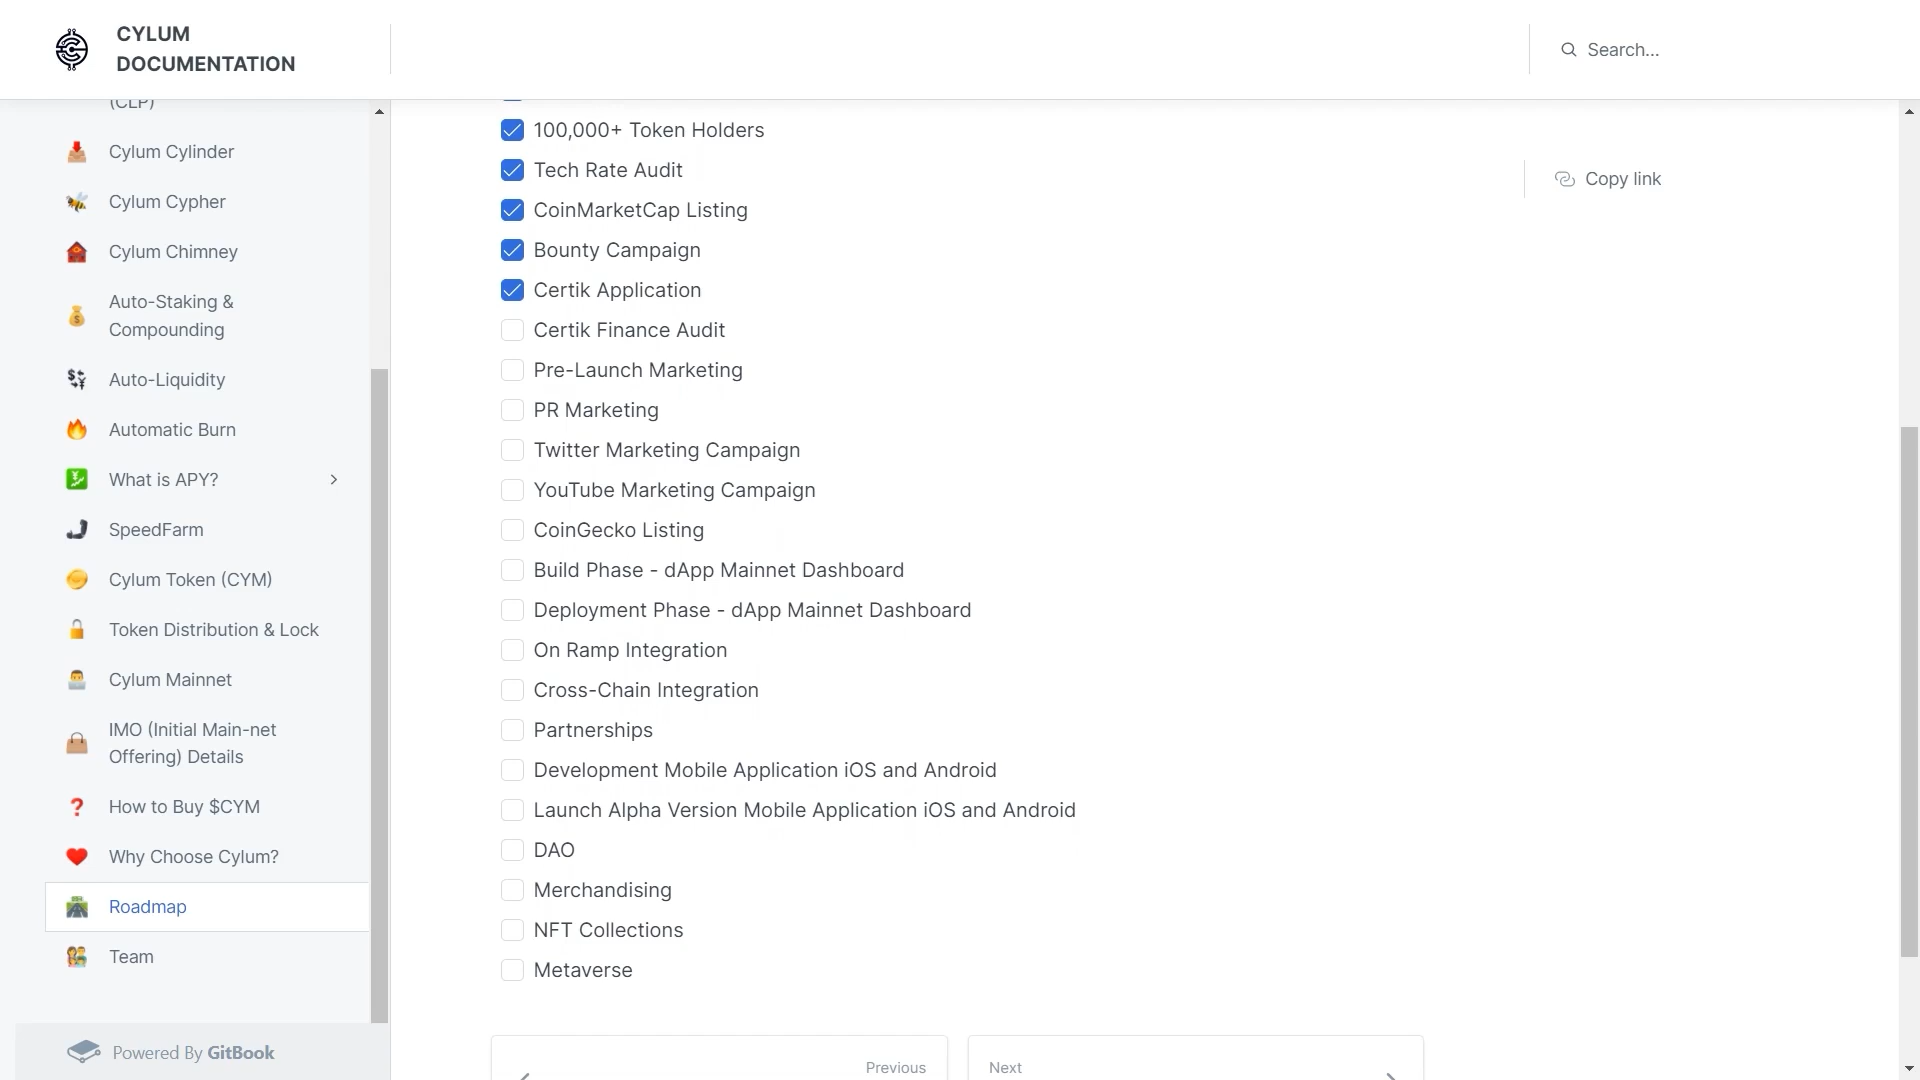 CYLUM
DOCUMENTATION
Search...
(CLP)
Cylum Cylinder
Cylum Cypher
Cylum Chimney
Auto-Staking &
Compounding
Auto-Liquidity
Automatic Burn
What is APY?
SpeedFarm
Cylum Token (CYM)
Token Distribution & Lock
Cylum Mainnet
IMO (Initial Main-net
Offering) Details
How to Buy $CYM
Why Choose Cylum?
Roadmap
Team
Powered By GitBook
100,000+ Token Holders
Tech Rate Audit
CoinMarketCap Listing
Bounty Campaign
Certik Application
Certik Finance Audit
Pre-Launch Marketing
PR Marketing
Twitter Marketing Campaign
YouTube Marketing Campaign
CoinGecko Listing
Build Phase - dApp Mainnet Dashboard
Deployment Phase - dApp Mainnet Dashboard
On Ramp Integration
Cross-Chain Integration
Partnerships
Development Mobile Application iOS and Android
Launch Alpha Version Mobile Application iOS and Android
DAO
Merchandising
NFT Collections
Metaverse
Previous
Next
Copy link